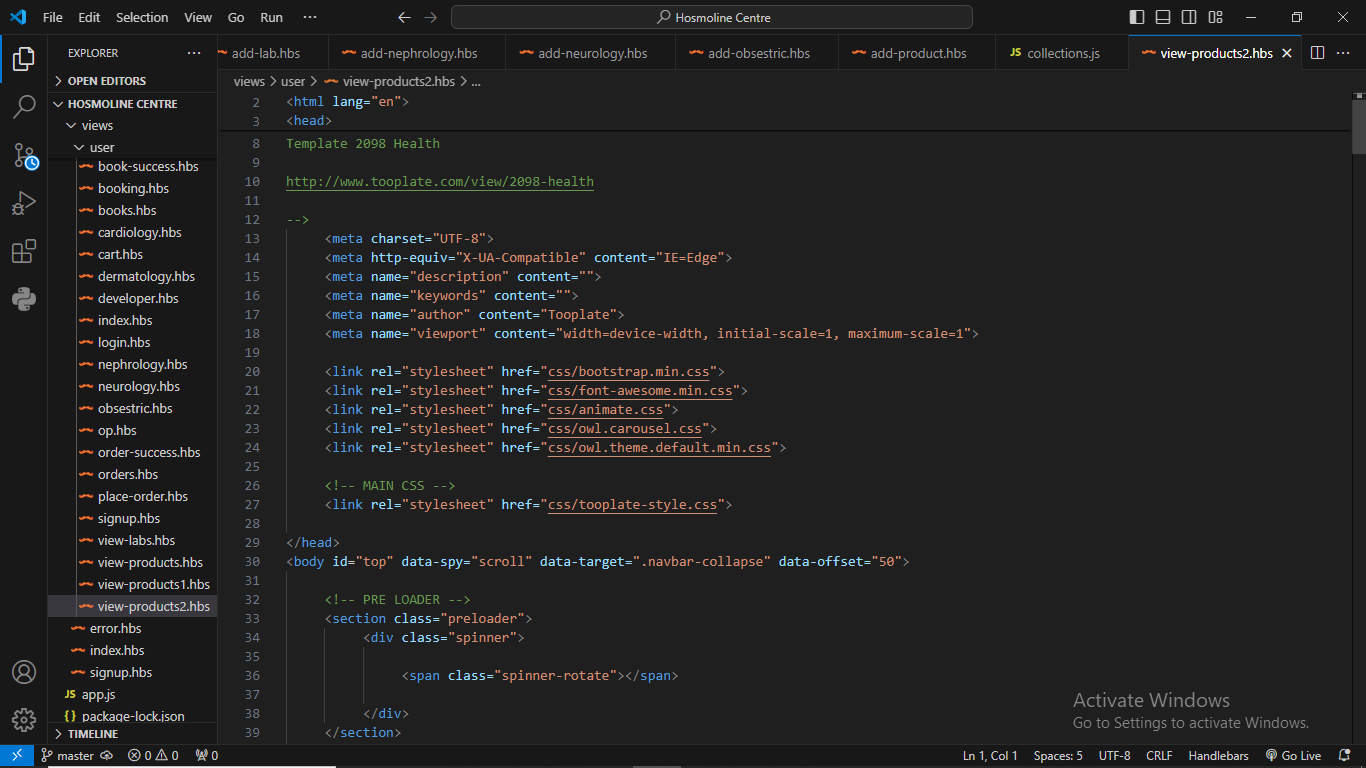 File Edit Selection View Go Run ···
Hosmoline Centre
EXPLORER ···
OPEN EDITORS
HOSMOLINE CENTRE
views
user
book-success.hbs
booking.hbs
books.hbs
cardiology.hbs
cart.hbs
dermatology.hbs
developer.hbs
index.hbs
login.hbs
nephrology.hbs
neurology.hbs
obsestric.hbs
op.hbs
order-success.hbs
orders.hbs
place-order.hbs
signup.hbs
view-labs.hbs
view-products.hbs
view-products1.hbs
view-products2.hbs
error.hbs
index.hbs
signup.hbs
JS app.js
{} package-lock.json
TIMELINE
add-lab.hbs add-nephrology.hbs add-neurology.hbs add-obsestric.hbs add-product.hbs JS collections.js view-products2.hbs
views > user > view-products2.hbs > ...
2 <html lang="en">
3 <head>
8 Template 2098 Health
9
10 http://www.tooplate.com/view/2098-health
11
12 -->
13 <meta charset="UTF-8">
14 <meta http-equiv="X-UA-Compatible" content="IE=Edge">
15 <meta name="description" content="">
16 <meta name="keywords" content="">
17 <meta name="author" content="Tooplate">
18 <meta name="viewport" content="width=device-width, initial-scale=1, maximum-scale=1">
19
20 <link rel="stylesheet" href="css/bootstrap.min.css">
21 <link rel="stylesheet" href="css/font-awesome.min.css">
22 <link rel="stylesheet" href="css/animate.css">
23 <link rel="stylesheet" href="css/owl.carousel.css">
24 <link rel="stylesheet" href="css/owl.theme.default.min.css">
25
26 <!-- MAIN CSS -->
27 <link rel="stylesheet" href="css/tooplate-style.css">
28
29 </head>
30 <body id="top" data-spy="scroll" data-target=".navbar-collapse" data-offset="50">
31
32 <!-- PRE LOADER -->
33 <section class="preloader">
34 <div class="spinner">
35
36 <span class="spinner-rotate"></span>
37
38 </div>
39 </section>
Activate Windows
Go to Settings to activate Windows.
master 0 0 0 Ln 1, Col 1 Spaces: 5 UTF-8 CRLF Handlebars Go Live